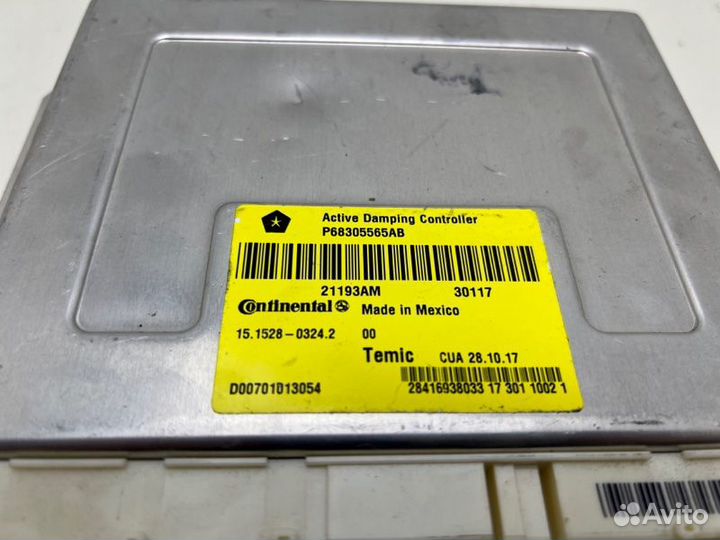 Active Damping Controller
P68305565AB
21193AM 30117
Continental Made in Mexico
15.1528-0324.2 00
Temic CUA 28.10.17
D00701013054 28416938033 17 301 1002 1
Avito